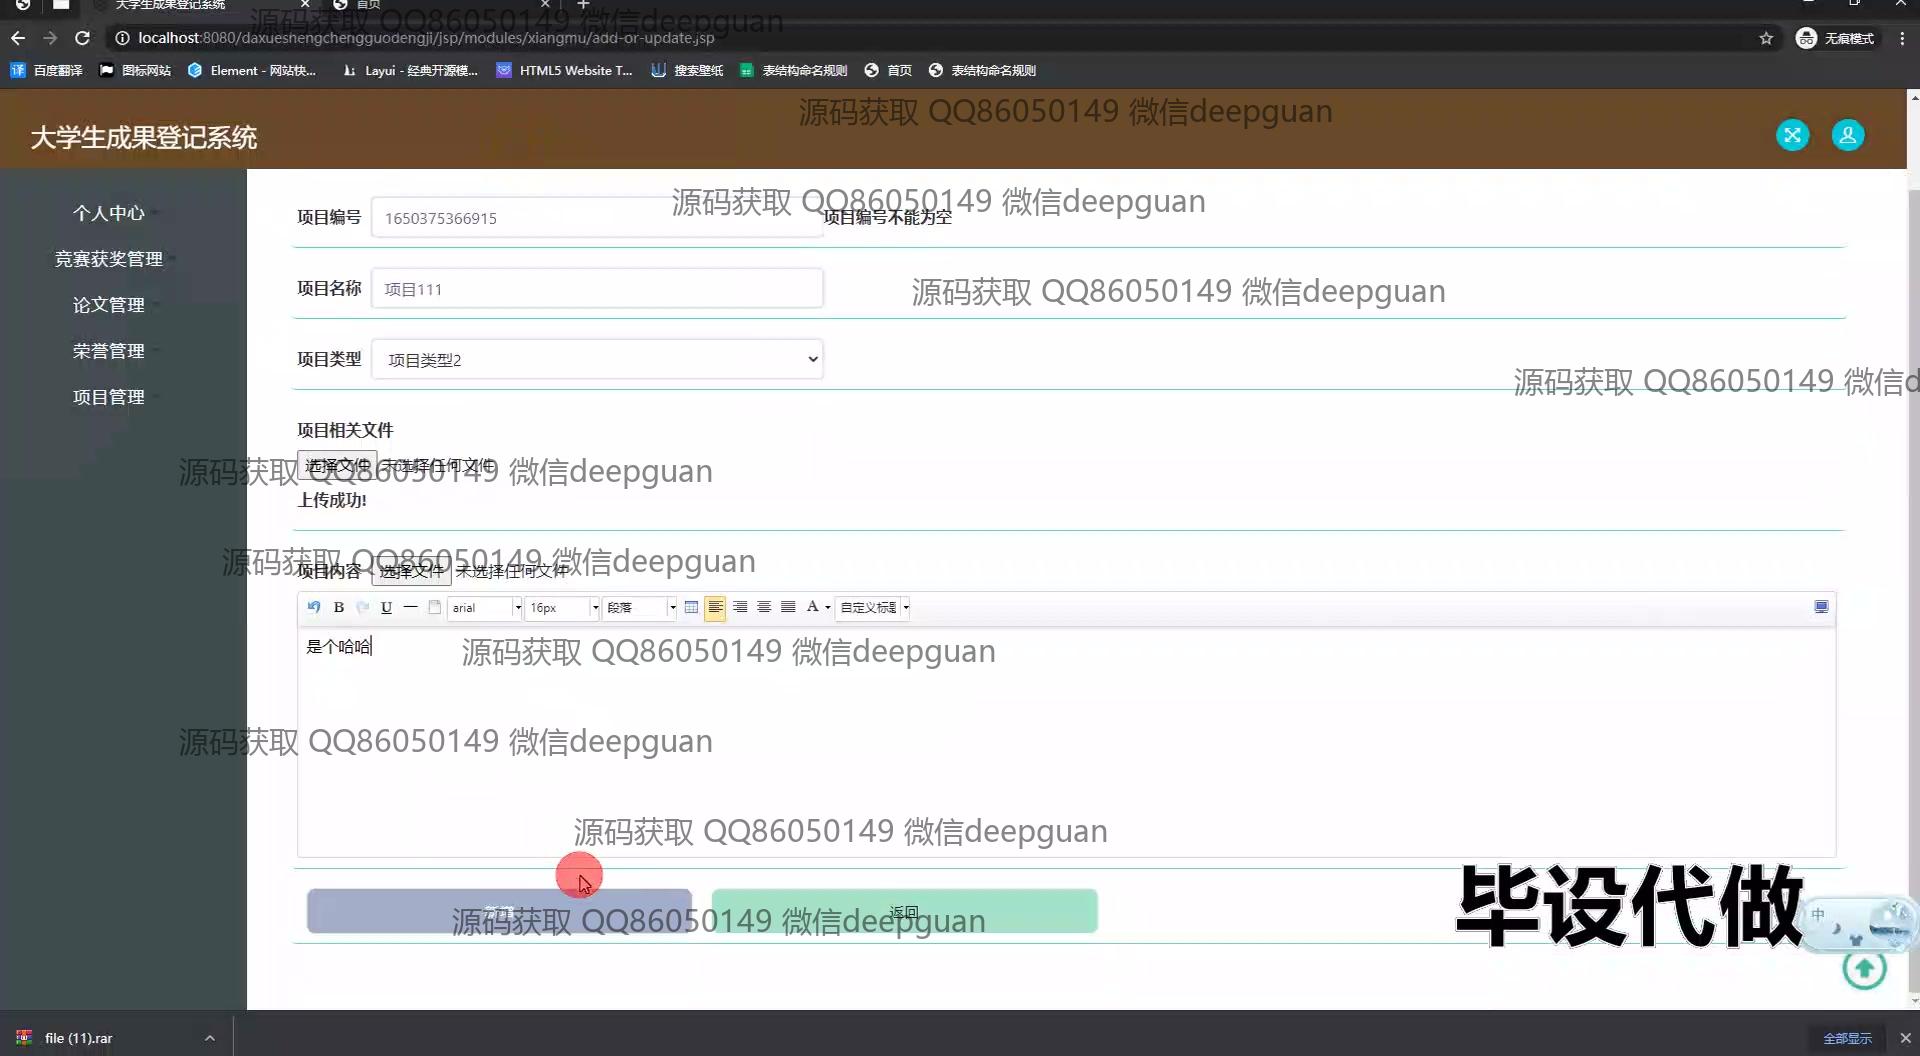 大学生成果登记系统
首页
源码获取 QQ86050149 微信deepguan
localhost:8080/daxueshengchengguodengji/jsp/modules/xiangmu/add-or-update.jsp
无痕模式
百度翻译 图标网站 Element - 网站快... Layui - 经典开源模... HTML5 Website T... 搜索壁纸 表结构命名规则 首页 表结构命名规则
源码获取 QQ86050149 微信deepguan
大学生成果登记系统
个人中心
竞赛获奖管理
论文管理
荣誉管理
项目管理
源码获取 QQ86050149 微信deepguan
项目编号 1650375366915 项目编号不能为空
源码获取 QQ86050149 微信deepguan
项目名称 项目111
项目类型 项目类型2
源码获取 QQ86050149 微信d
项目相关文件
选择文件 未选择任何文件
源码获取 QQ86050149 微信deepguan
上传成功!
源码获取 QQ86050149 微信deepguan
项目内容 选择文件 未选择任何文件
B U arial 16px 段落 A 自定义标题
是个哈哈
源码获取 QQ86050149 微信deepguan
源码获取 QQ86050149 微信deepguan
源码获取 QQ86050149 微信deepguan
新增 返回
源码获取 QQ86050149 微信deepguan
毕设代做
中
file (11).rar
全部显示